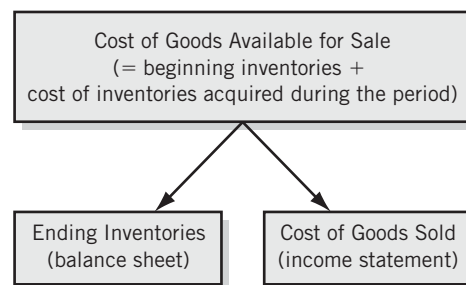 Cost of Goods Available for Sale
(= beginning inventories +
cost of inventories acquired during the period)
Ending Inventories
(balance sheet)
Cost of Goods Sold
(income statement)